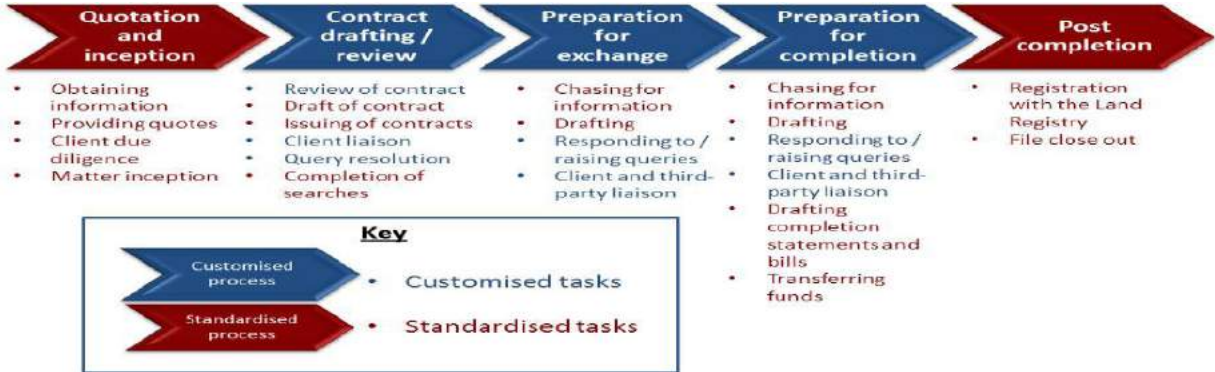 Quotation
and
inception
Contract
drafting /
review
Preparation
for
exchange
Preparation
for
completion
Post
completion
• Obtaining
information
• Providing quotes
• Client due
diligence
• Matter inception
• Review of contract
• Draft of contract
• Issuing of contracts
• Client liaison
• Query resolution
• Completion of
searches
• Chasing for
information
• Drafting
• Responding to /
raising queries
• Client and third-
party liaison
• Chasing for
information
• Drafting
• Responding to /
raising queries
• Client and third-
party liaison
• Drafting
completion
statements and
bills
• Transferring
funds
• Registration
with the Land
Registry
• File close out
Key
Customised
process
• Customised tasks
Standardised
process
• Standardised tasks